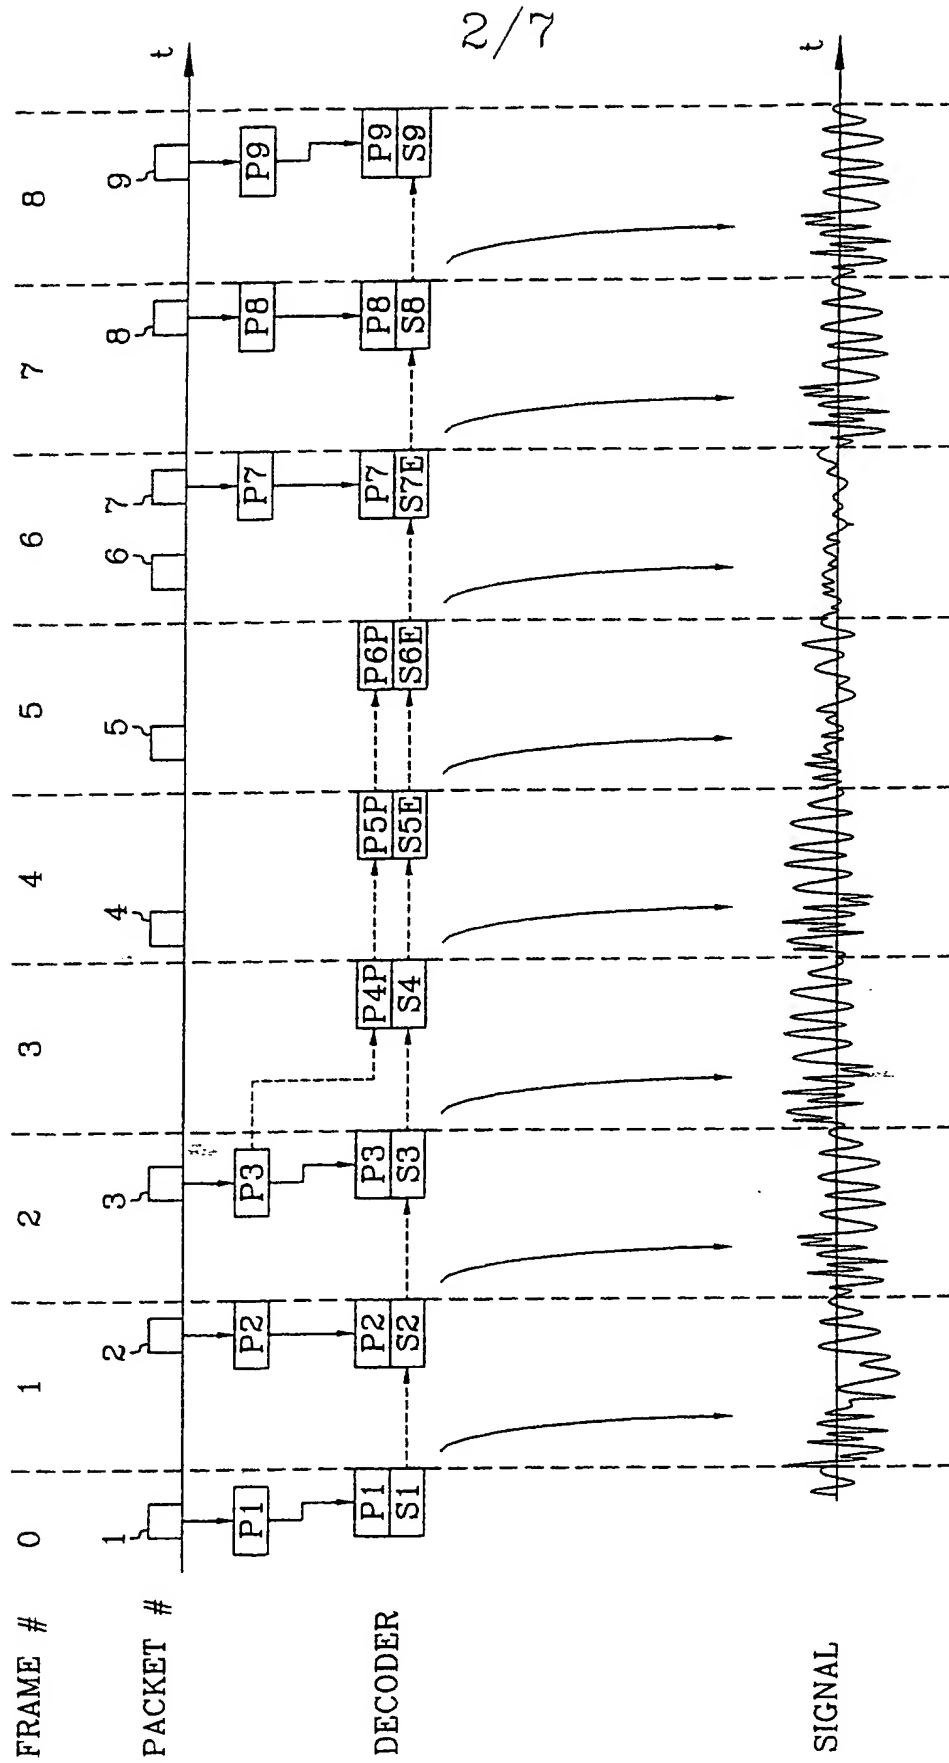 2/7
FRAME # 0 1 2 3 4 5 6 7 8
PACKET # 1 2 3 4 5 6 7 8 9 t
P1 P2 P3 P7 P8 P9
DECODER P1 P2 P3 P4P P5P P6P P7 P8 P9
S1 S2 S3 S4 S5E S6E S7E S8 S9
SIGNAL t